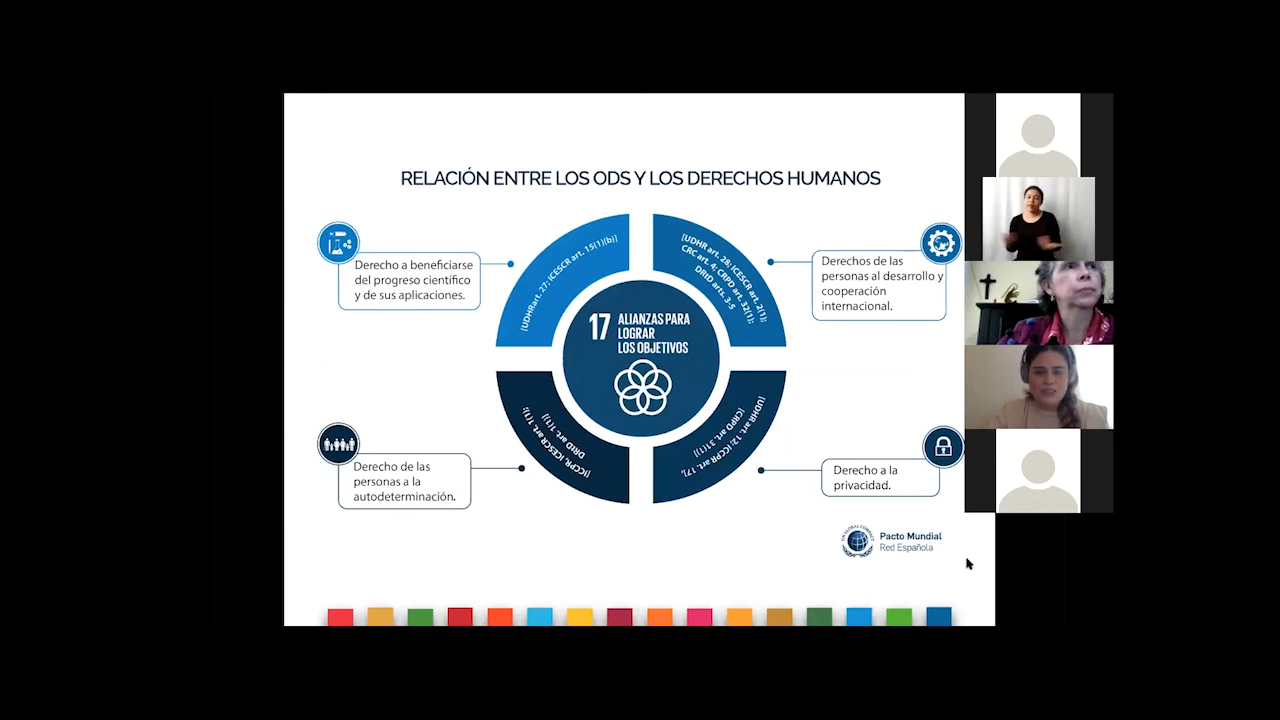 RELACIÓN ENTRE LOS ODS Y LOS DERECHOS HUMANOS
Derecho a beneficiarse
del progreso científico
y de sus aplicaciones.
[UDHRart. 27; ICESCR art. 15(1)(b)]
[UDHR art. 28; ICESCR art. 2(1);
CRC art. 4; CRPD art. 32(1);
DRtD arts. 3-5
Derechos de las
personas al desarrollo y
cooperación
internacional.
17 ALIANZAS PARA
LOGRAR
LOS OBJETIVOS
Derecho de las
personas a la
autodeterminación.
[ICCPR, ICESCR art. 1(1);
DRtD art. 1(1)]
[UDHR art. 12; ICCPR art. 17],
[CRPD art. 31(1)]
Derecho a la
privacidad.
UN GLOBAL COMPACT
Pacto Mundial
Red Española